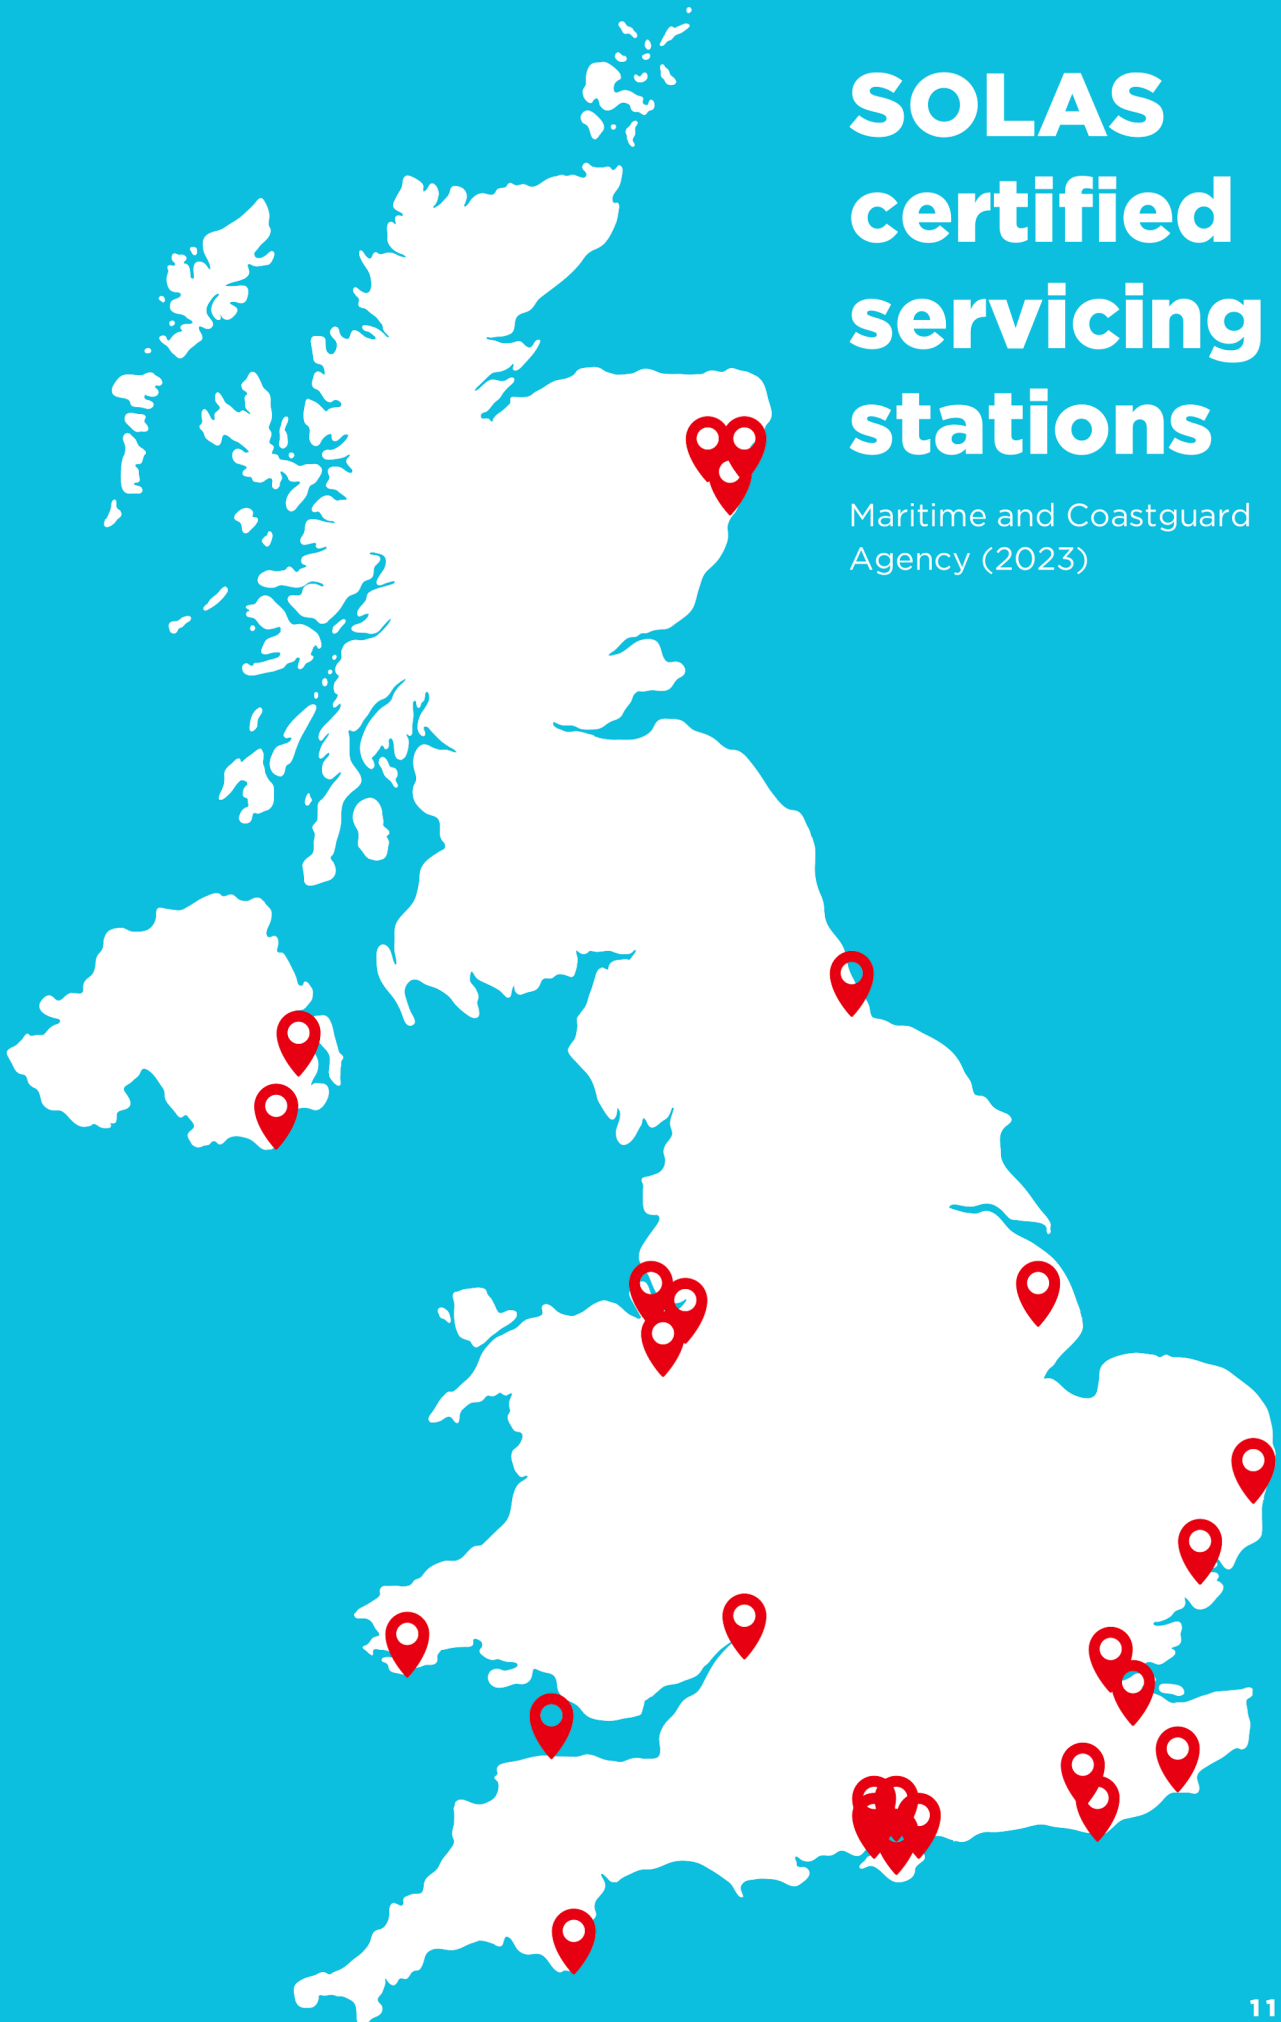 SOLAS
certified
servicing
stations
Maritime and Coastguard
Agency (2023)
11